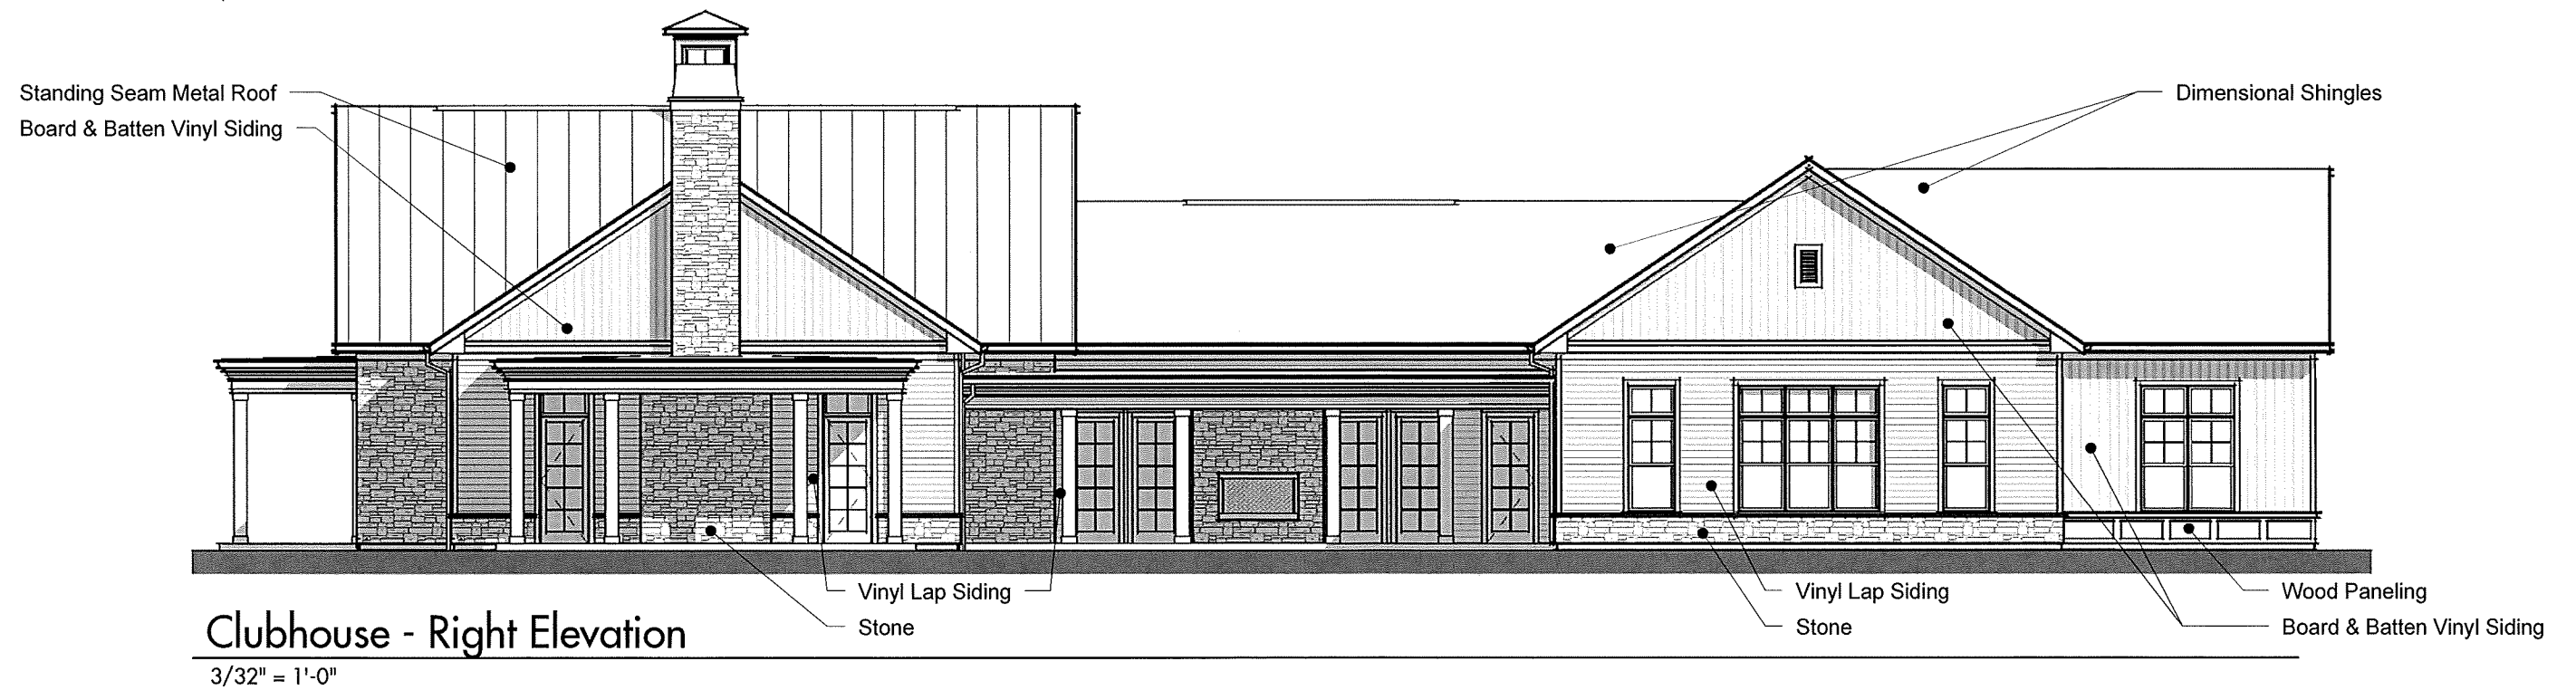 Standing Seam Metal Roof
Board & Batten Vinyl Siding
Dimensional Shingles
Vinyl Lap Siding
Stone
Vinyl Lap Siding
Stone
Wood Paneling
Board & Batten Vinyl Siding
Clubhouse - Right Elevation
3/32" = 1'-0"